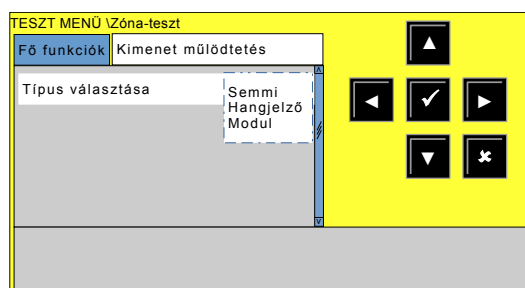 TESZT MENÜ \Zóna-teszt
Fő funkciók Kimenet műlödtetés
Típus választása
Semmi
Hangjelző
Modul